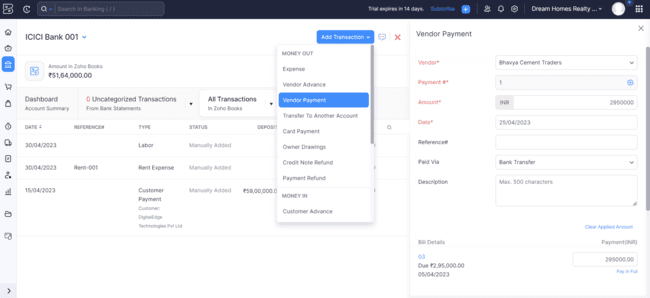 Search in Banking ( / )
Trial expires in 14 days.
Subscribe
Dream Homes Realty ...
ICICI Bank 001
Add Transaction
Amount in Zoho Books
₹51,64,000.00
Dashboard
Account Summary
0 Uncategorized Transactions
From Bank Statements
All Transactions
In Zoho Books
DATE
REFERENCE#
TYPE
STATUS
DEPOSI
30/04/2023
Labor
Manually Added
30/04/2023
Rent-001
Rent Expense
Manually Added
15/04/2023
Customer Payment
Customer:
DigitalEdge
Technologies Pvt Ltd
Manually Added
₹59,00,000.
MONEY OUT
Expense
Vendor Advance
Vendor Payment
Transfer To Another Account
Card Payment
Owner Drawings
Credit Note Refund
Payment Refund
MONEY IN
Customer Advance
Vendor Payment
Vendor*
Bhavya Cement Traders
Payment #*
1
Amount*
INR
2950000
Date*
25/04/2023
Reference#
Paid Via
Bank Transfer
Description
Max. 500 characters
Clear Applied Amount
Bill Details
Payment(INR)
03
Due ₹2,95,000.00
05/04/2023
295000.00
Pay in Full